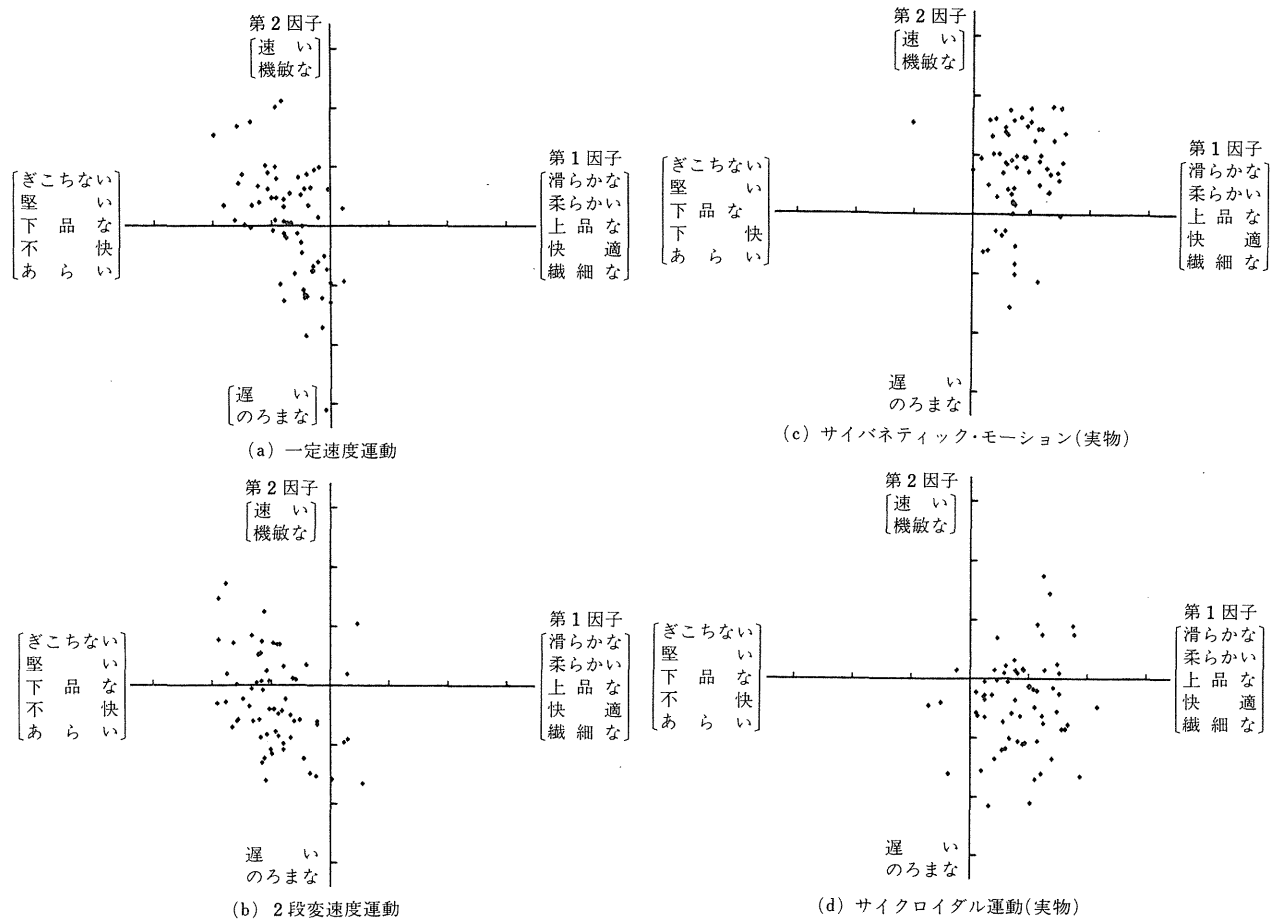 第2因子
速い
機敏な
ぎこちない
堅い
下品な
不快
あらい
第1因子
滑らかな
柔らかい
上品な
快適
繊細な
遅い
のろまな
(a) 一定速度運動
第2因子
速い
機敏な
ぎこちない
堅い
下品な
下快
あらい
第1因子
滑らかな
柔らかい
上品な
快適
繊細な
遅い
のろまな
(c) サイバネティック・モーション(実物)
第2因子
速い
機敏な
ぎこちない
堅い
下品な
不快
あらい
第1因子
滑らかな
柔らかい
上品な
快適
繊細な
遅い
のろまな
(b) 2段変速度運動
第2因子
速い
機敏な
ぎこちない
堅い
下品な
不快
あらい
第1因子
滑らかな
柔らかい
上品な
快適
繊細な
遅い
のろまな
(d) サイクロイダル運動(実物)